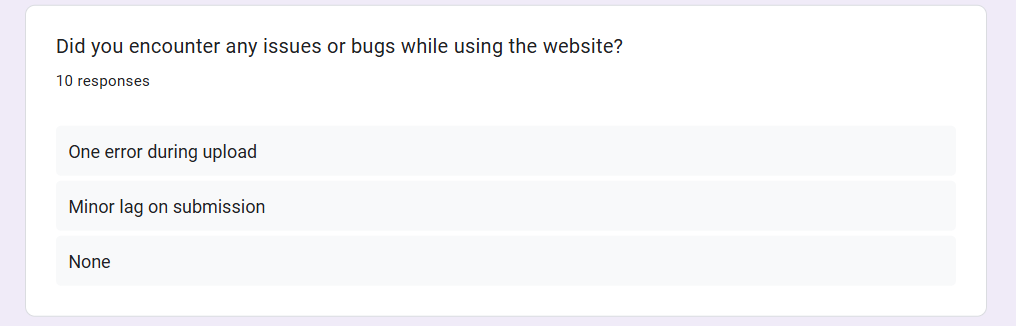 Did you encounter any issues or bugs while using the website?
10 responses
One error during upload
Minor lag on submission
None